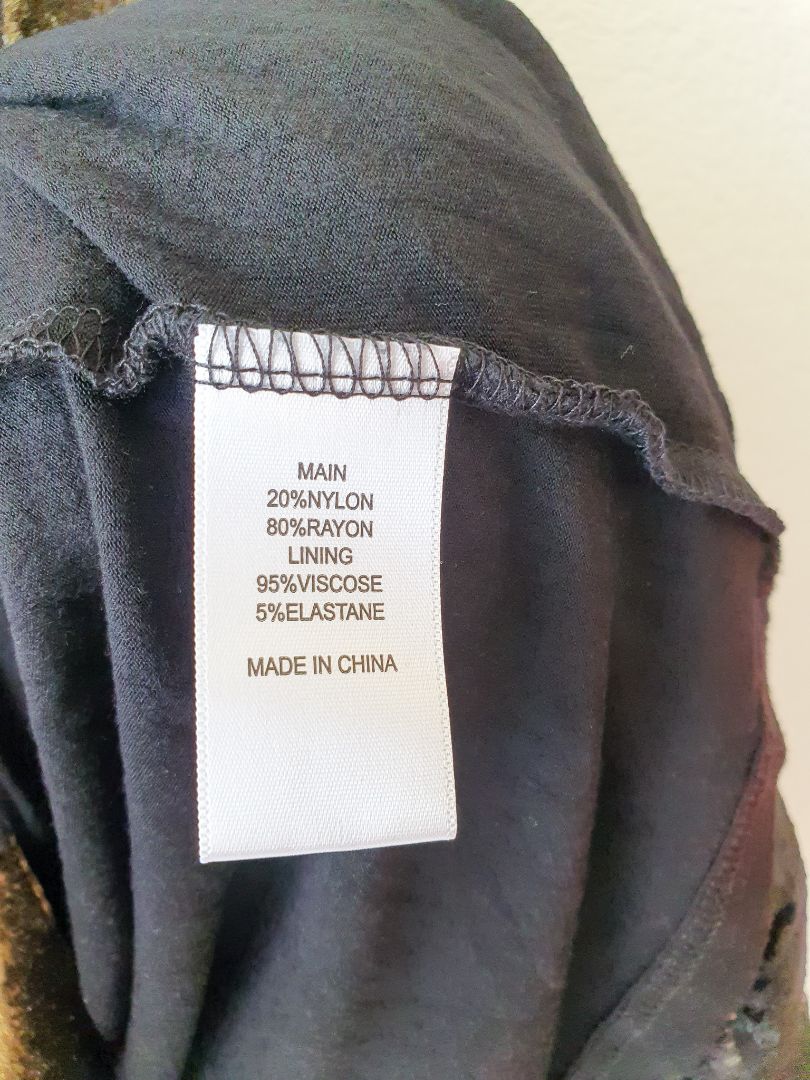 MAIN
20%NYLON
80%RAYON
LINING
95%VISCOSE
5%ELASTANE
MADE IN CHINA